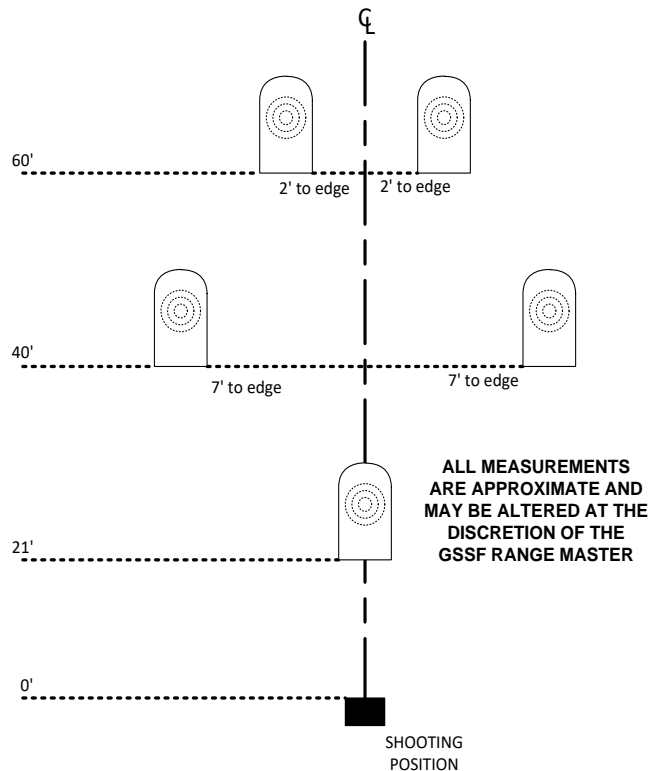 ℄
60'
2' to edge
2' to edge
40'
7' to edge
7' to edge
ALL MEASUREMENTS
ARE APPROXIMATE AND
MAY BE ALTERED AT THE
DISCRETION OF THE
GSSF RANGE MASTER
21'
0'
SHOOTING
POSITION